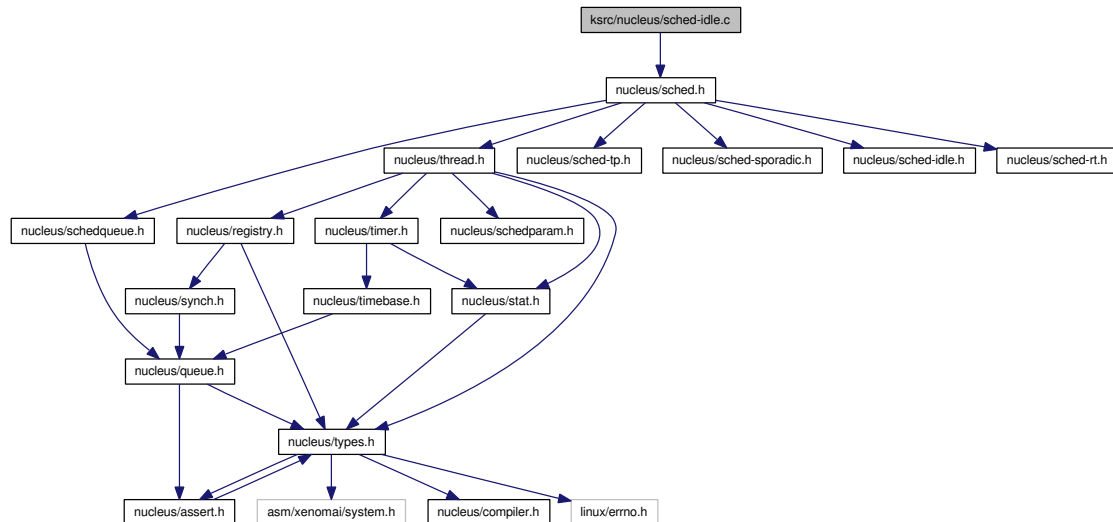 ksrc/nucleus/sched-idle.c
nucleus/sched.h
nucleus/thread.h
nucleus/sched-tp.h
nucleus/sched-sporadic.h
nucleus/sched-idle.h
nucleus/sched-rt.h
nucleus/schedqueue.h
nucleus/registry.h
nucleus/timer.h
nucleus/schedparam.h
nucleus/synch.h
nucleus/timebase.h
nucleus/stat.h
nucleus/queue.h
nucleus/types.h
nucleus/assert.h
asm/xenomai/system.h
nucleus/compiler.h
linux/errno.h